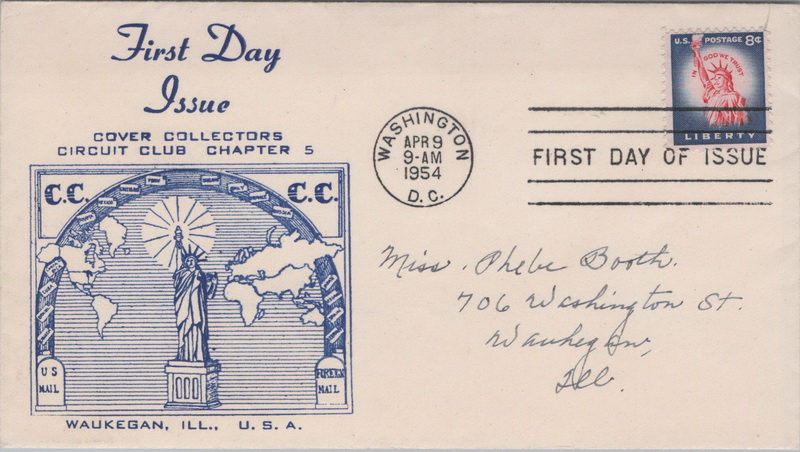 First Day
Issue
COVER COLLECTORS
CIRCUIT CLUB CHAPTER 5
C.C.
C.C.
US
MAIL
FOREIGN
MAIL
WAUKEGAN, ILL., U. S. A.
WASHINGTON
APR 9
9-AM
1954
D. C.
U.S. POSTAGE 8¢
IN GOD WE TRUST
LIBERTY
FIRST DAY OF ISSUE
Miss. Phebe Booth.
706 Washington St.
Waukegan,
Ill.